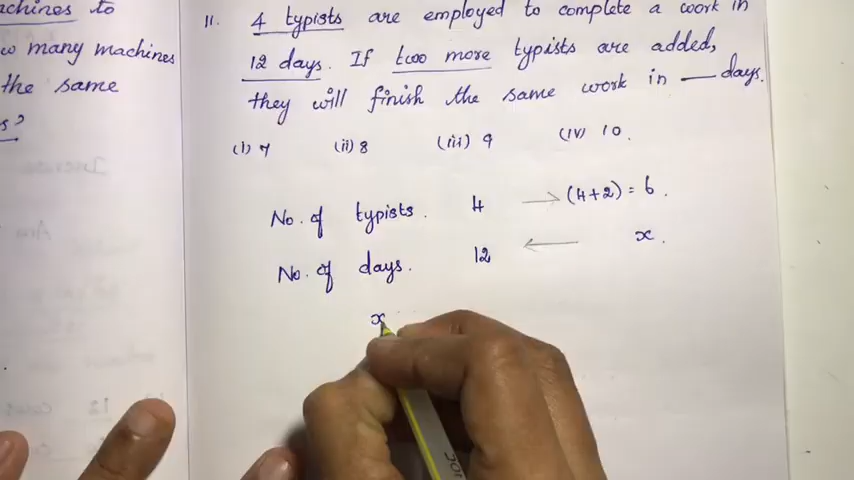 achines to
w many machines
the same
s?
11. 4 typists are employed to complete a work in
12 days. If two more typists are added,
they will finish the same work in ___ days.
(i) 7 (ii) 8 (iii) 9 (iv) 10.
No. of typists. 4 → (4+2) = 6.
No. of days. 12 ← x.
x